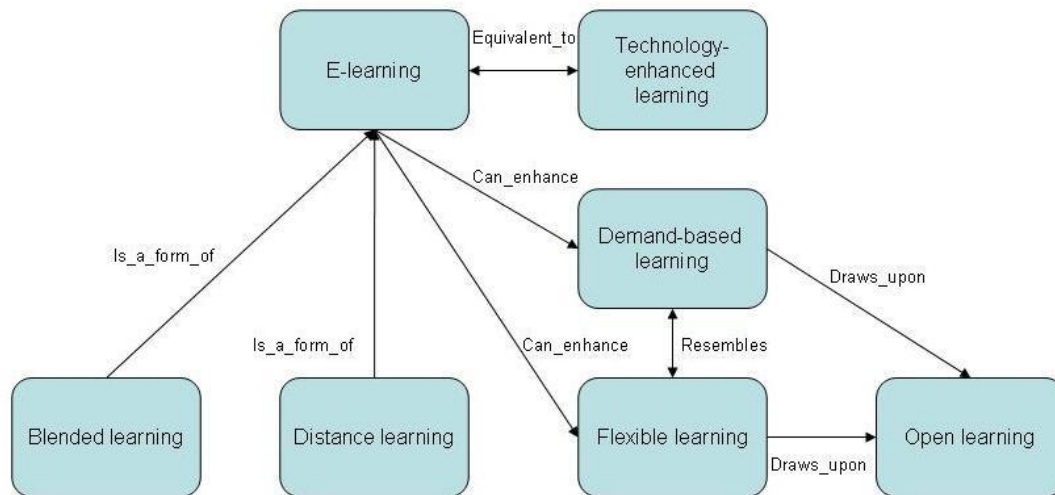 E-learning
Equivalent_to
Technology-
enhanced
learning
Can_enhance
Demand-based
learning
Is_a_form_of
Draws_upon
Is_a_form_of
Can_enhance
Resembles
Blended learning
Distance learning
Flexible learning
Open learning
Draws_upon